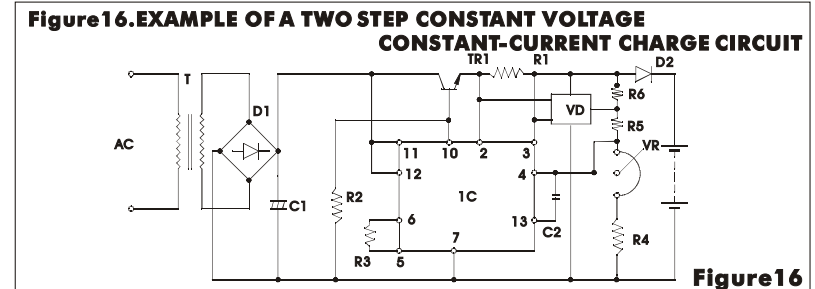 Figure16.EXAMPLE OF A TWO STEP CONSTANT VOLTAGE
CONSTANT-CURRENT CHARGE CIRCUIT
TR1 R1 D2
T
D1
VD
R6
R5
AC
11 10 2 3
VR
12
1C
4
R2
C1
6
13
C2
R4
7
R3
5
Figure16